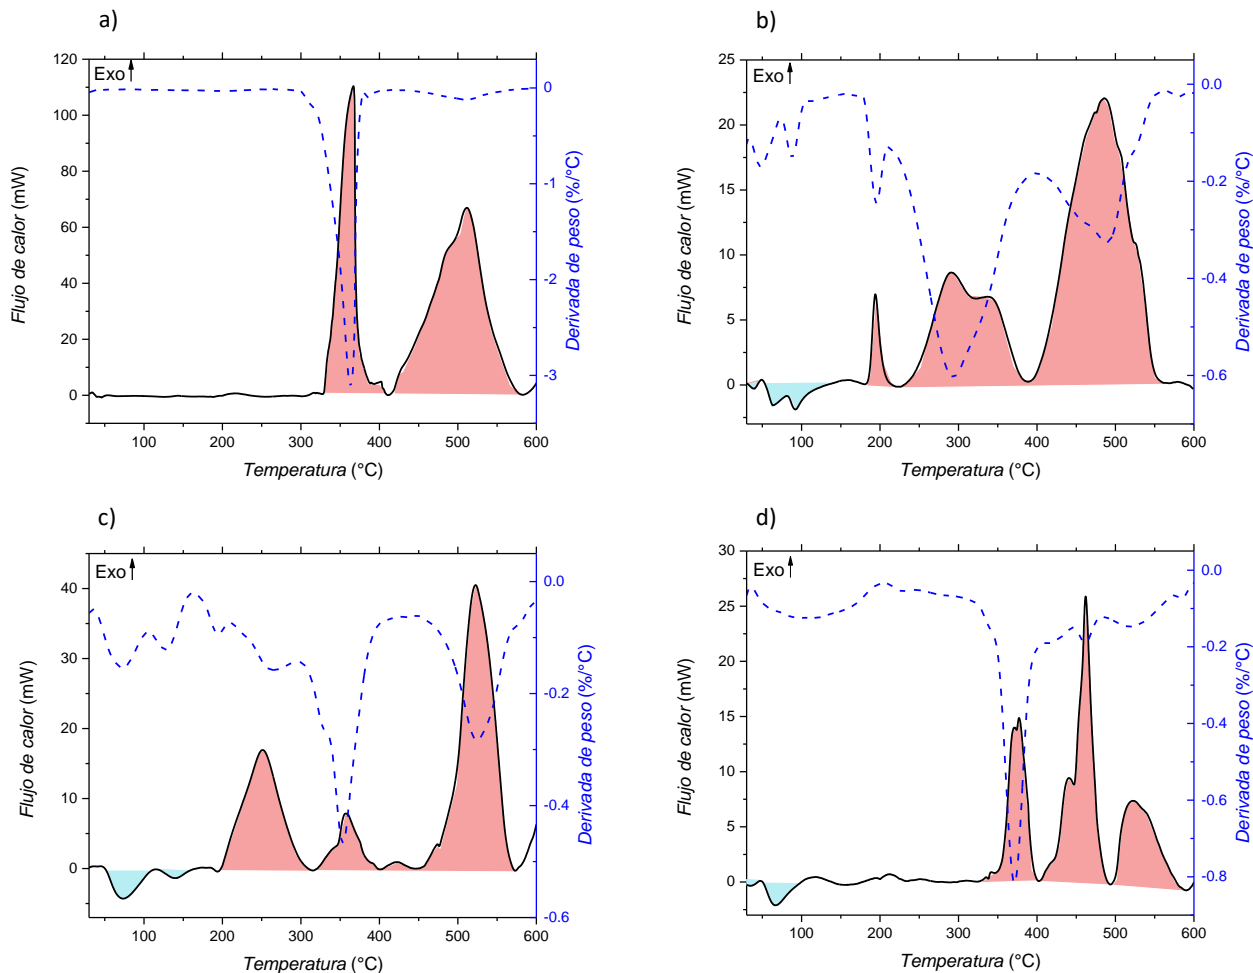 a)
Exo
120
100
80
60
40
20
0
0
-1
-2
-3
100 200 300 400 500 600
Flujo de calor (mW)
Derivada de peso (%/°C)
Temperatura (°C)
b)
Exo
25
20
15
10
5
0
0.0
-0.2
-0.4
-0.6
100 200 300 400 500 600
Flujo de calor (mW)
Derivada de peso (%/°C)
Temperatura (°C)
c)
Exo
40
30
20
10
0
0.0
-0.2
-0.4
-0.6
100 200 300 400 500 600
Flujo de calor (mW)
Derivada de peso (%/°C)
Temperatura (°C)
d)
Exo
30
25
20
15
10
5
0
0.0
-0.2
-0.4
-0.6
-0.8
100 200 300 400 500 600
Flujo de calor (mW)
Derivada de peso (%/°C)
Temperatura (°C)